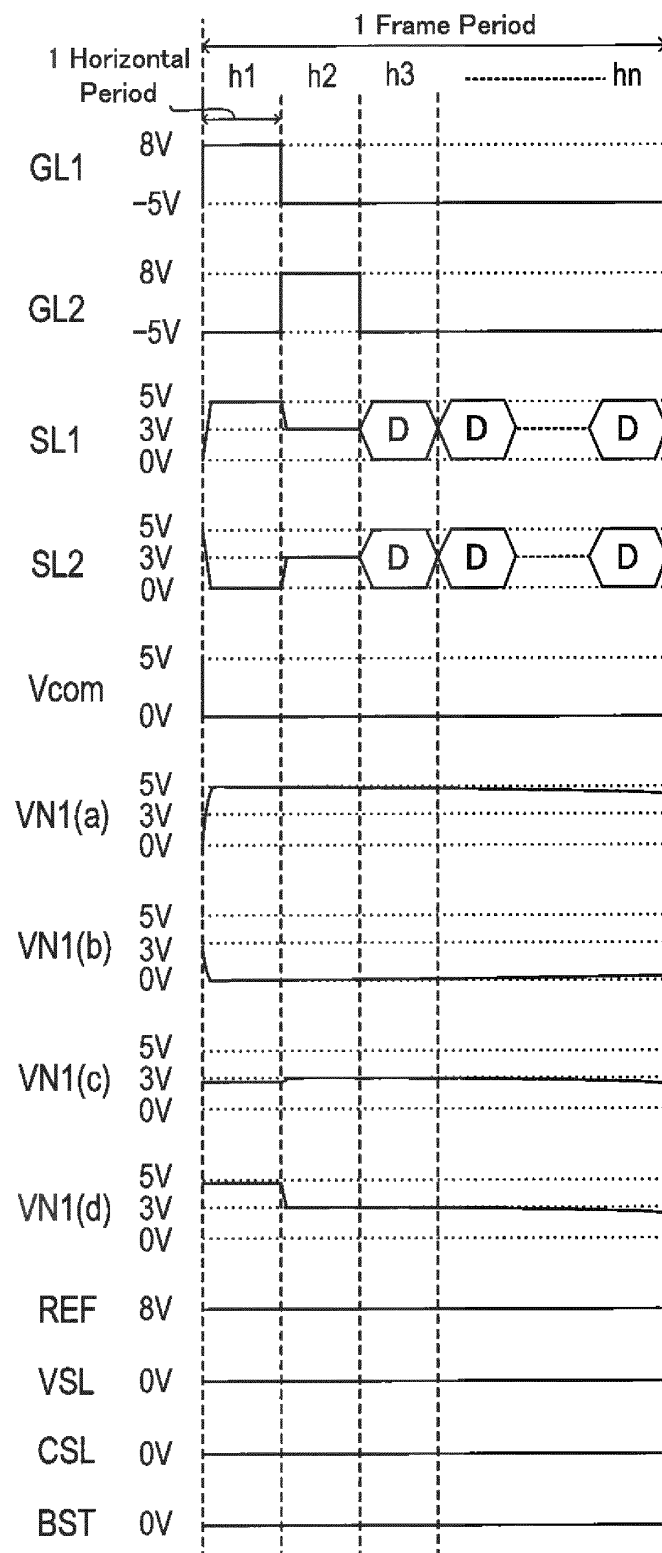 1 Frame Period
1 Horizontal Period
h1 h2 h3 hn
GL1 8V -5V
GL2 8V -5V
SL1 5V 3V 0V D D D
SL2 5V 3V 0V D D D
Vcom 5V 0V
VN1(a) 5V 3V 0V
VN1(b) 5V 3V 0V
VN1(c) 5V 3V 0V
VN1(d) 5V 3V 0V
REF 8V
VSL 0V
CSL 0V
BST 0V